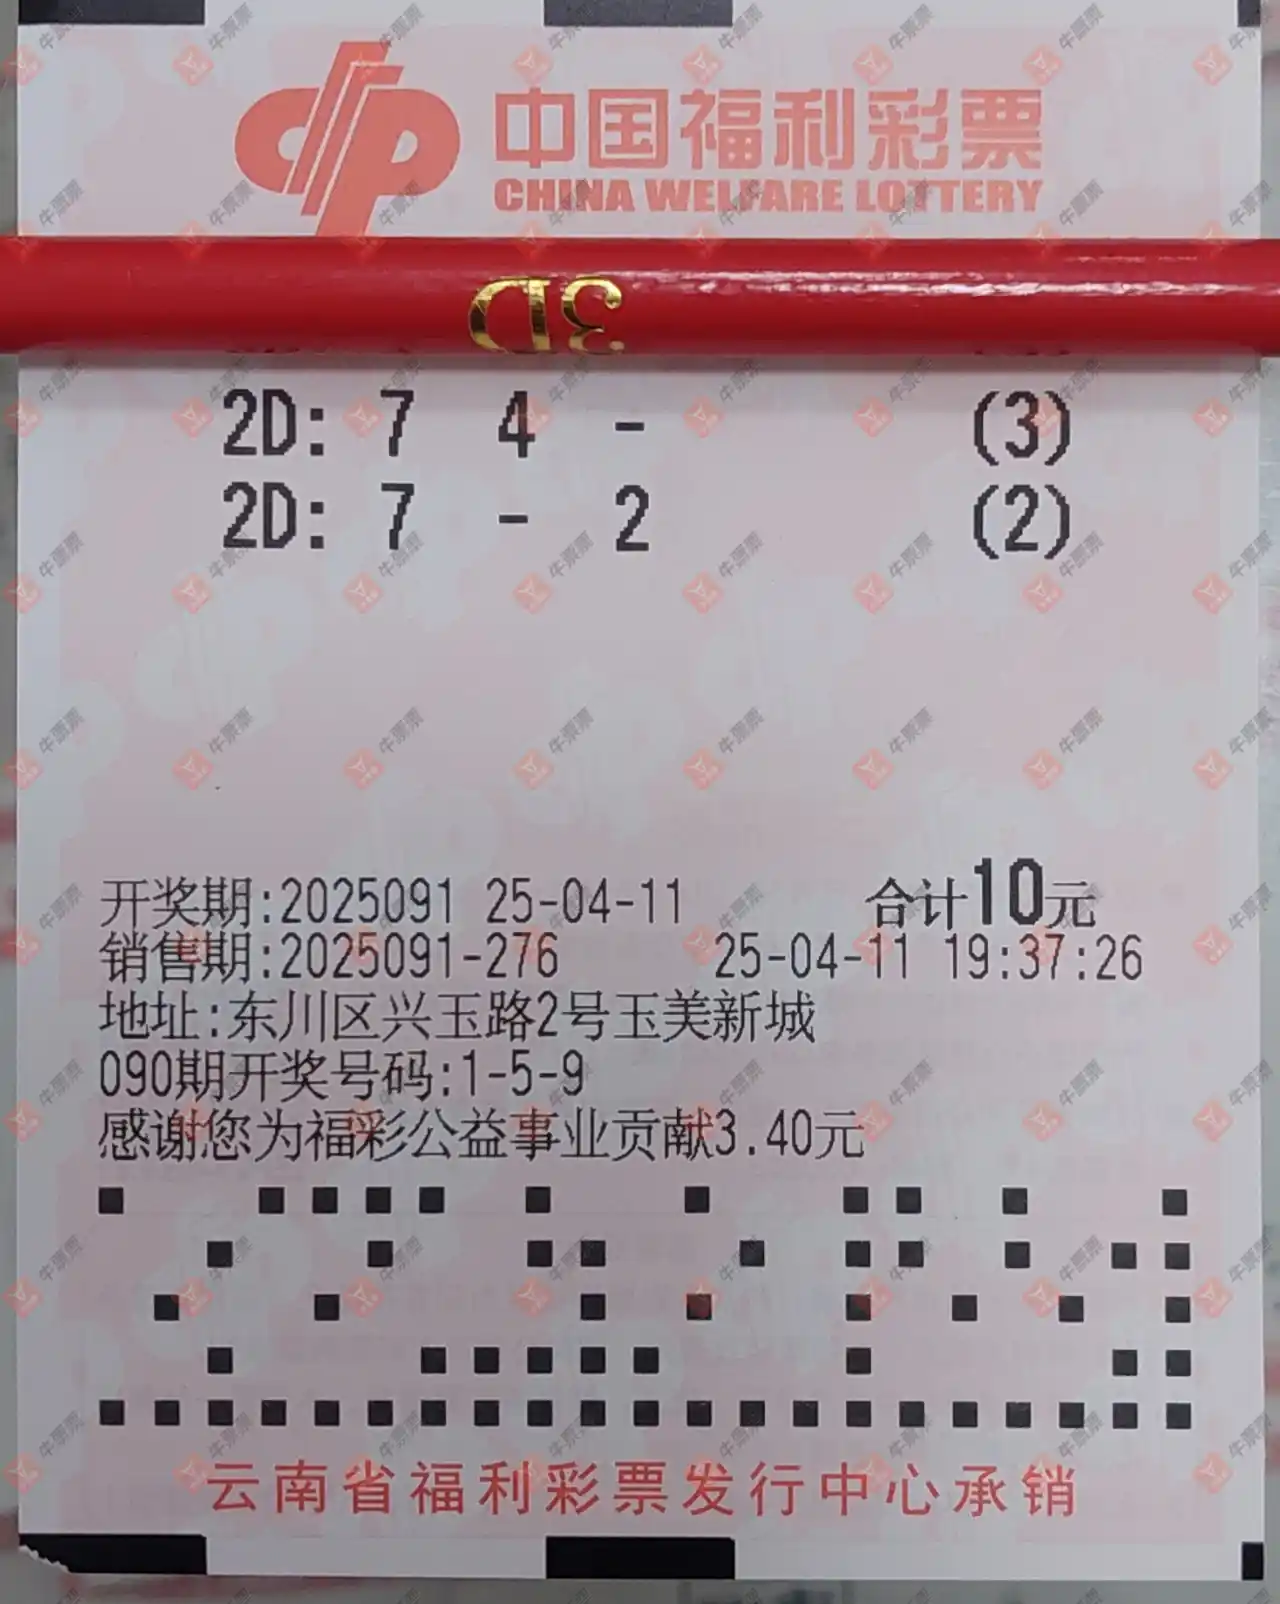 中国福利彩票
CHINA WELFARE LOTTERY
3D
2D: 7 4 - (3)
2D: 7 - 2 (2)
开奖期:2025091 25-04-11 合计10元
销售期:2025091-276 25-04-11 19:37:26
地址:东川区兴玉路2号玉美新城
090期开奖号码:1-5-9
感谢您为福彩公益事业贡献3.40元
云南省福利彩票发行中心承销
牛票票